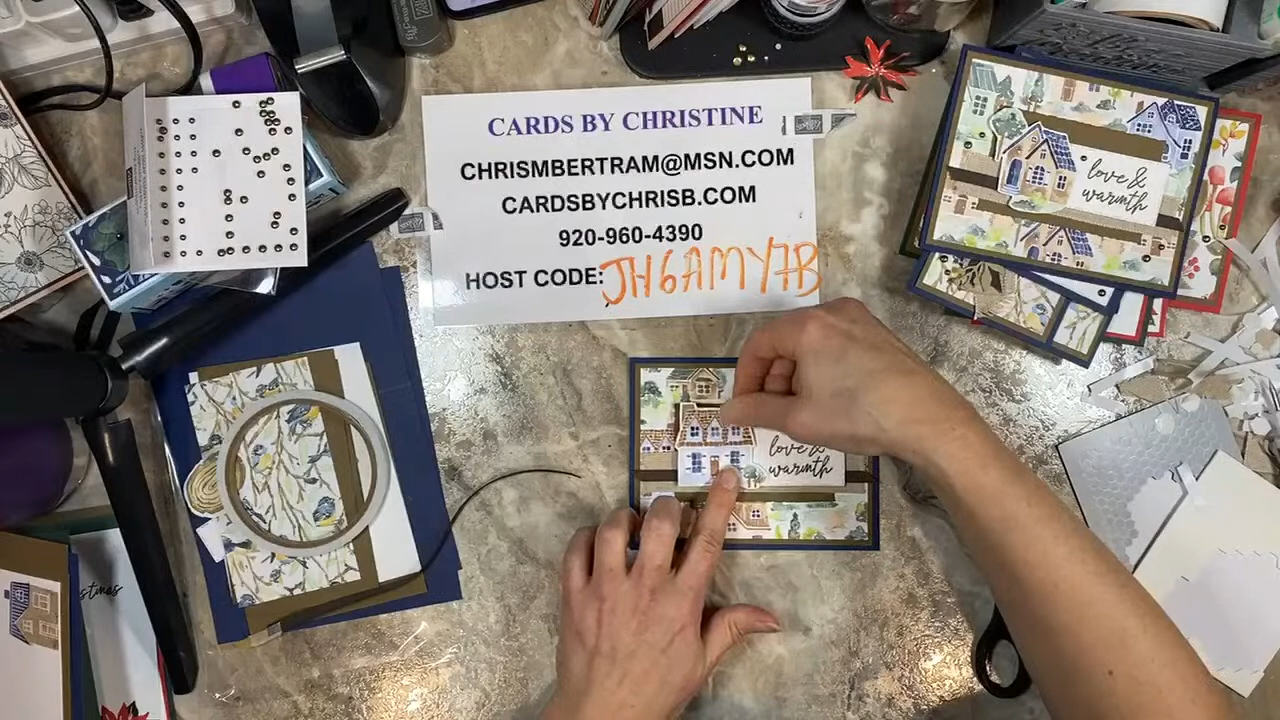 CARDS BY CHRISTINE
CHRISMBERTRAM@MSN.COM
CARDSBYCHRISB.COM
920-960-4390
HOST CODE: JH6AMY7B
love &
warmth
love &
warmth